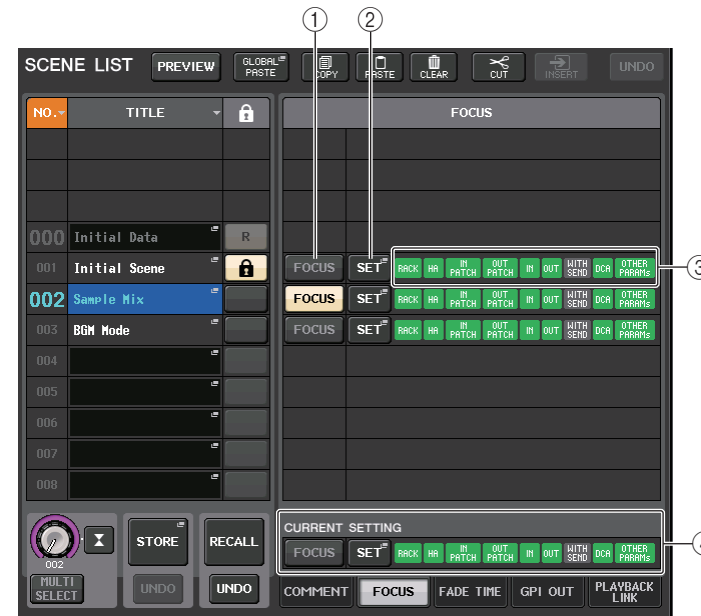 ① ②
SCENE LIST PREVIEW GLOBAL PASTE COPY PASTE CLEAR CUT INSERT UNDO
NO. TITLE FOCUS
000 Initial Data R
001 Initial Scene FOCUS SET RACK HA IN PATCH OUT PATCH IN OUT WITH SEND DCA OTHER PARAMs
002 Sample Mix FOCUS SET RACK HA IN PATCH OUT PATCH IN OUT WITH SEND DCA OTHER PARAMs
003 BGM Mode FOCUS SET RACK HA IN PATCH OUT PATCH IN OUT WITH SEND DCA OTHER PARAMs
004
005
006
007
008
CURRENT SETTING
STORE RECALL FOCUS SET RACK HA IN PATCH OUT PATCH IN OUT WITH SEND DCA OTHER PARAMs
002
MULTI SELECT UNDO UNDO COMMENT FOCUS FADE TIME GPI OUT PLAYBACK LINK